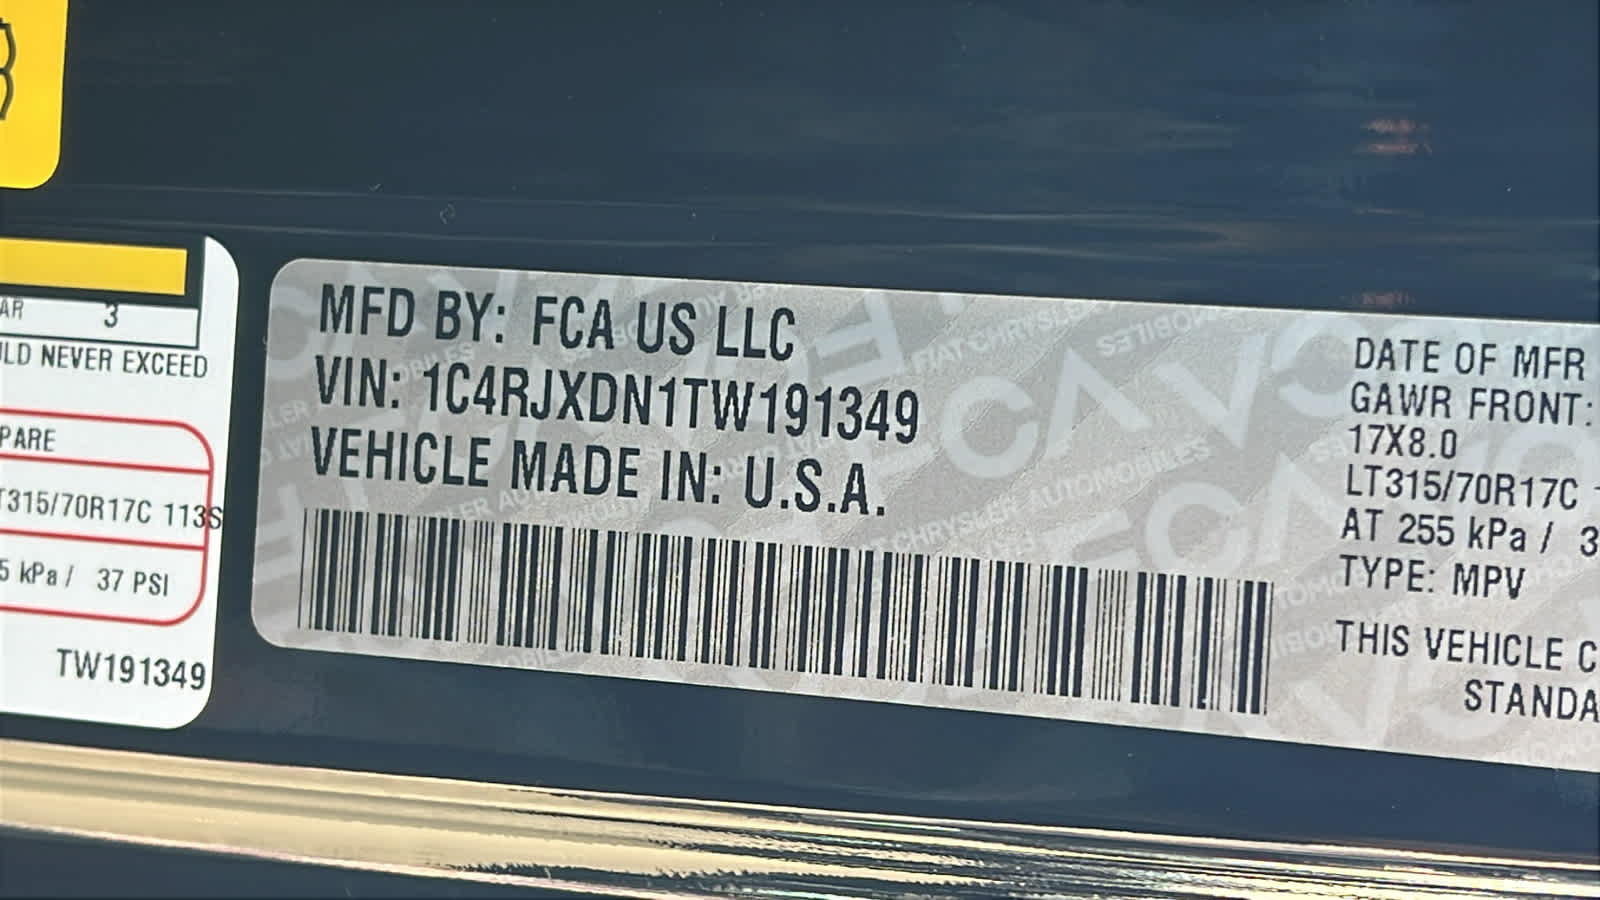 AR 3
LD NEVER EXCEED
PARE
T315/70R17C 113S
5 kPa / 37 PSI
TW191349
MFD BY: FCA US LLC
VIN: 1C4RJXDN1TW191349
VEHICLE MADE IN: U.S.A.
DATE OF MFR
GAWR FRONT:
17X8.0
LT315/70R17C
AT 255 kPa / 3
TYPE: MPV
THIS VEHICLE C
STANDA